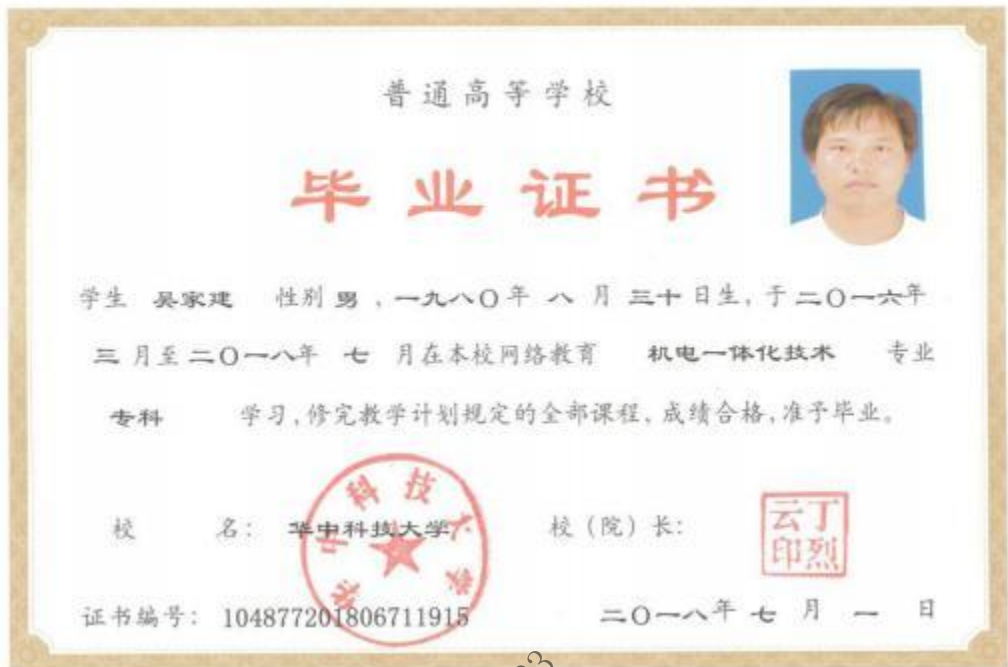 普通高等学校
毕业证书
学生 吴家建 性别 男 , 一九八〇年 八 月 三十 日生, 于 二〇一六年
三 月至 二〇一八年 七 月在本校网络教育 机电一体化技术 专业
专科 学习, 修完教学计划规定的全部课程、成绩合格, 准予毕业。
校 名: 华中科技大学 校 (院) 长:
华中科技大学
丁烈云印
证书编号: 104877201806711915 二〇一八年 七 月 一 日